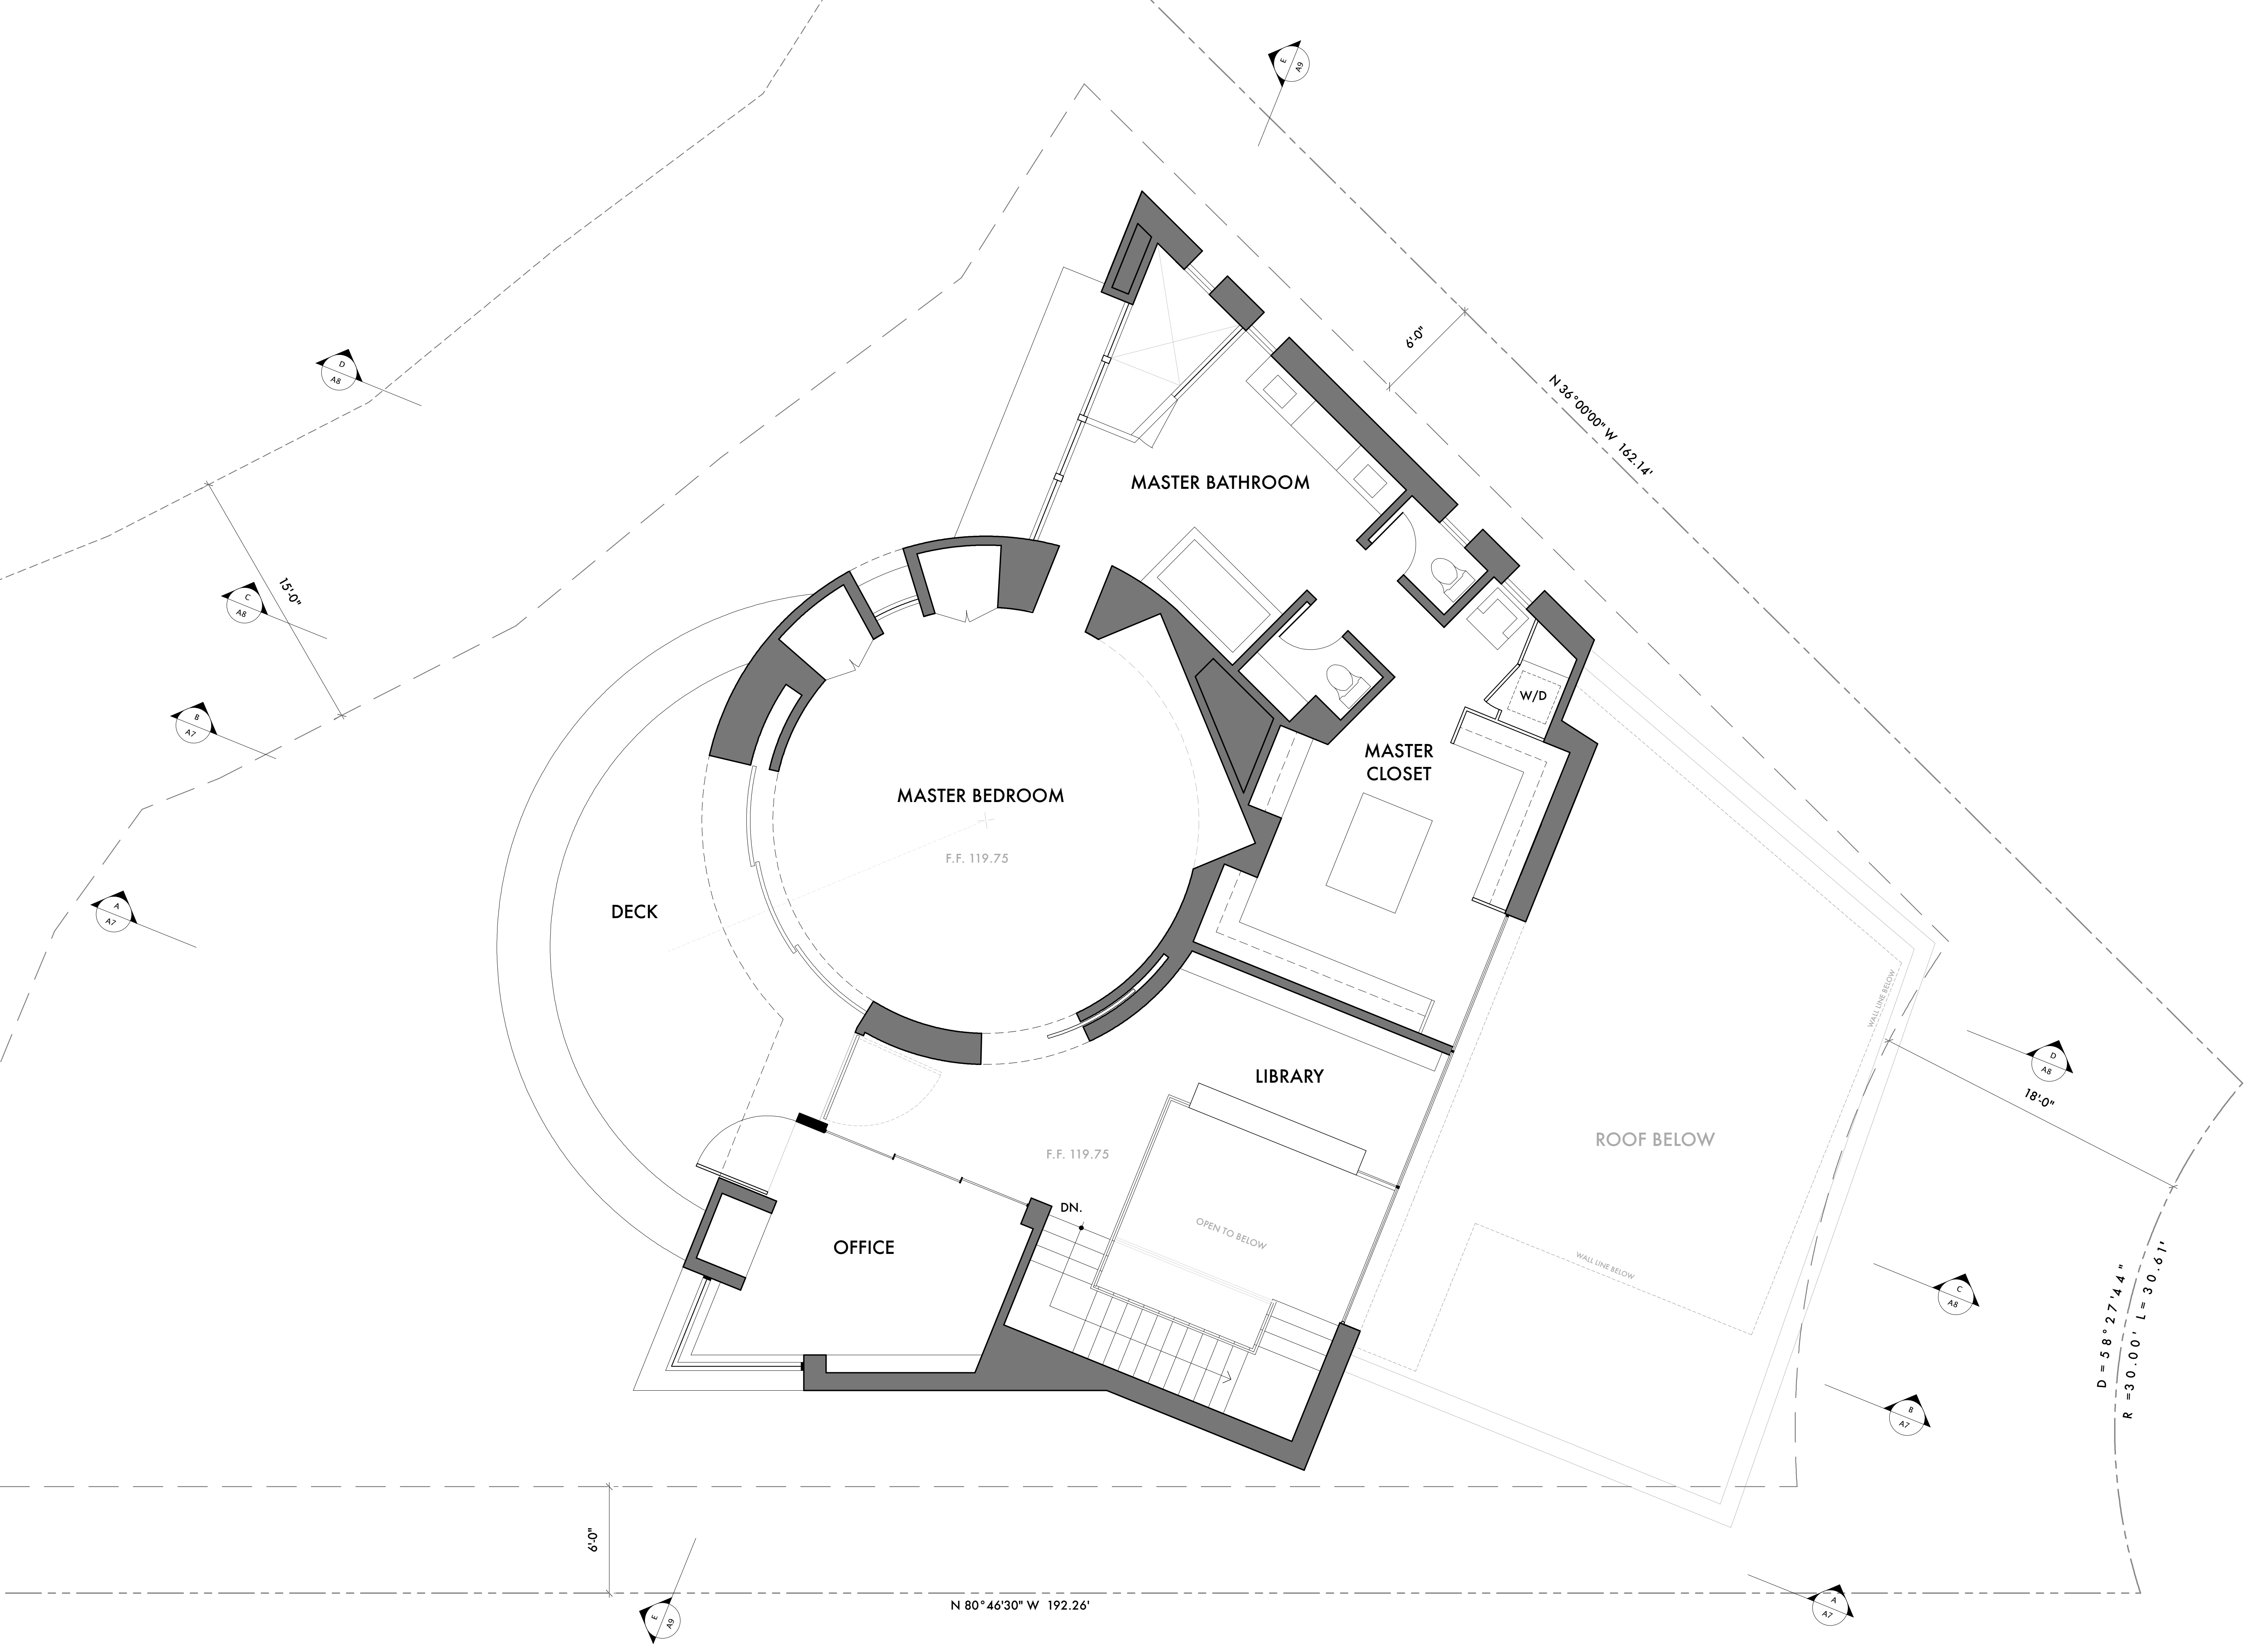 E
A9
D
A8
6'-0"
N 36°00'00" W 162.14'
MASTER BATHROOM
15'-0"
C
A8
B
A7
W/D
MASTER
CLOSET
MASTER BEDROOM
F.F. 119.75
A
A7
DECK
WALL LINE BELOW
LIBRARY
D
A8
18'-0"
ROOF BELOW
F.F. 119.75
DN.
OPEN TO BELOW
OFFICE
WALL LINE BELOW
C
A8
D = 58°27'44"
R = 30.00' L = 30.61'
B
A7
6'-0"
N 80°46'30" W 192.26'
E
A9
A
A7